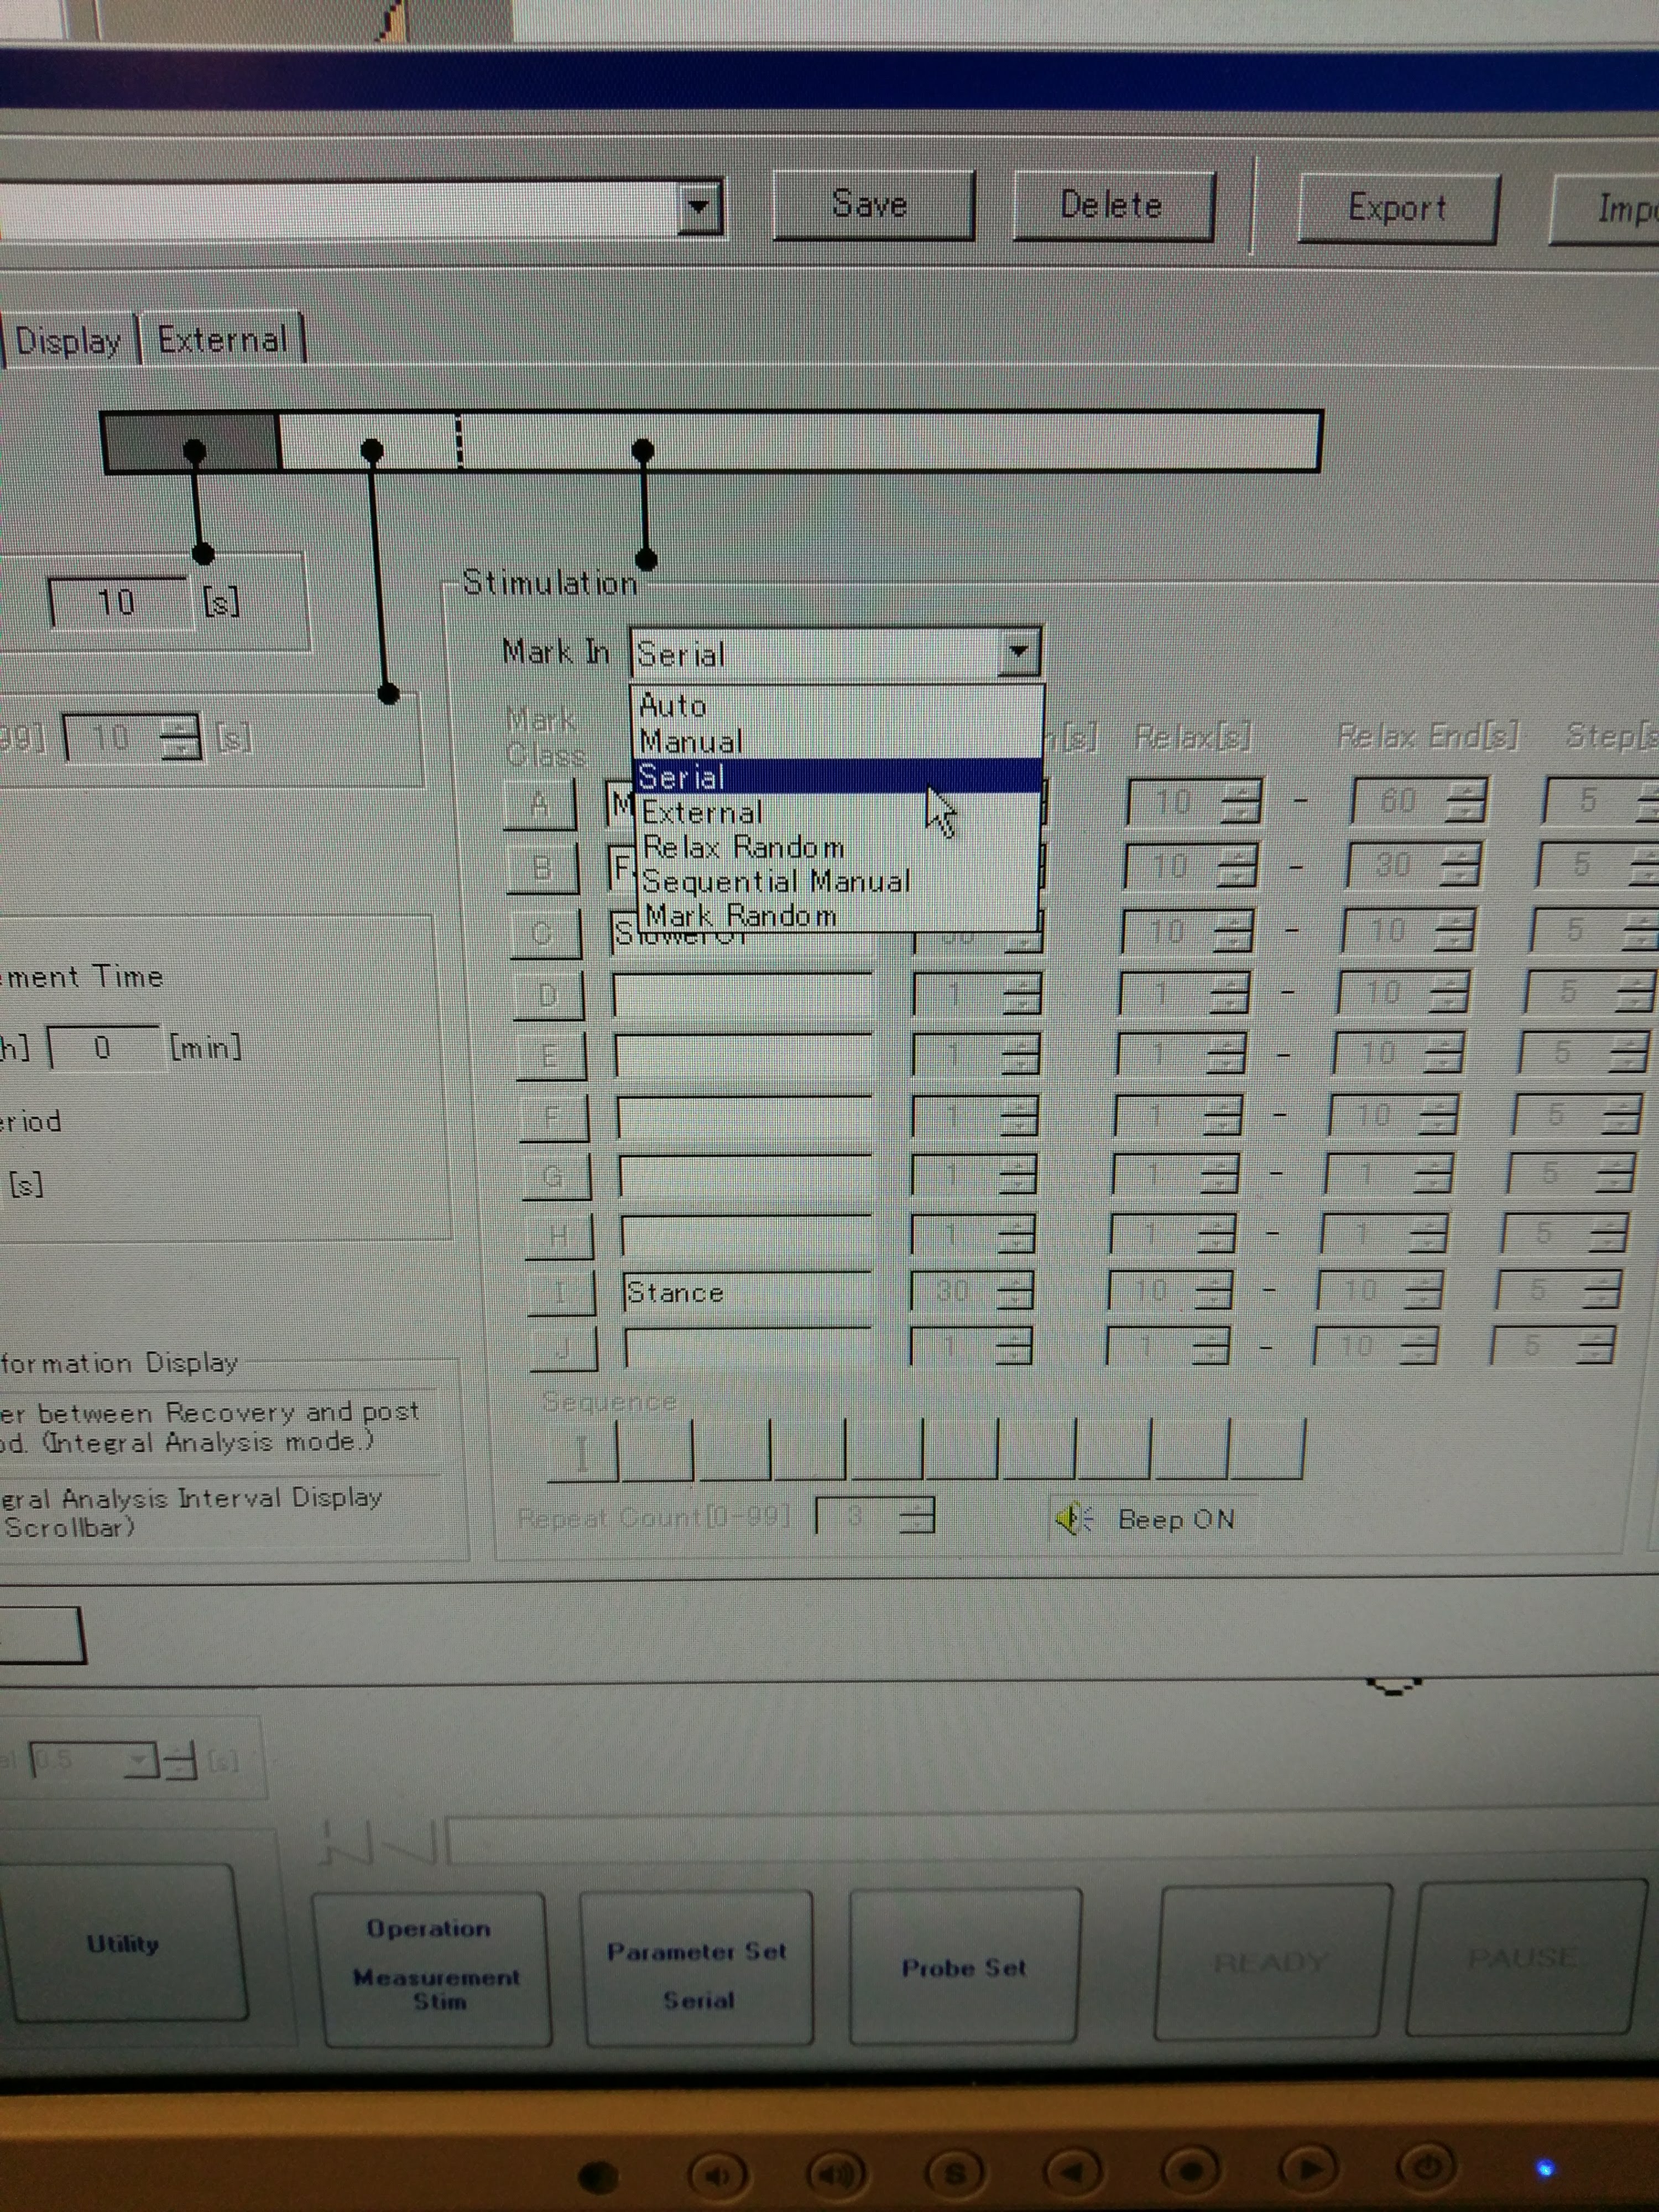 Save Delete Export
Display External
10 [s]
Stimulation
Mark In Serial
Auto
Manual
Serial
External
Relax Random
Sequential Manual
Mark Random
99] 10 [s]
Mark Class [s] Relax[s] Relax End[s] Step[s
A 10 - 60 5
B 10 - 30 5
C 10 - 10 5
D 1 1 - 10 5
E 1 1 - 10 5
F 1 1 - 10 5
G 1 1 - 1 5
H 1 1 - 1 5
I Stance 30 10 - 10 5
J 1 1 - 10 5
ment Time
h] 0 [min]
eriod
[s]
formation Display
er between Recovery and post
od. (Integral Analysis mode.)
gral Analysis Interval Display
Scrollbar)
Sequence
I
Repeat Count[0-99] 3 Beep ON
0.5 [s]
Utility
Operation
Measurement
Stim
Parameter Set
Serial
Probe Set
READY
PAUSE
S